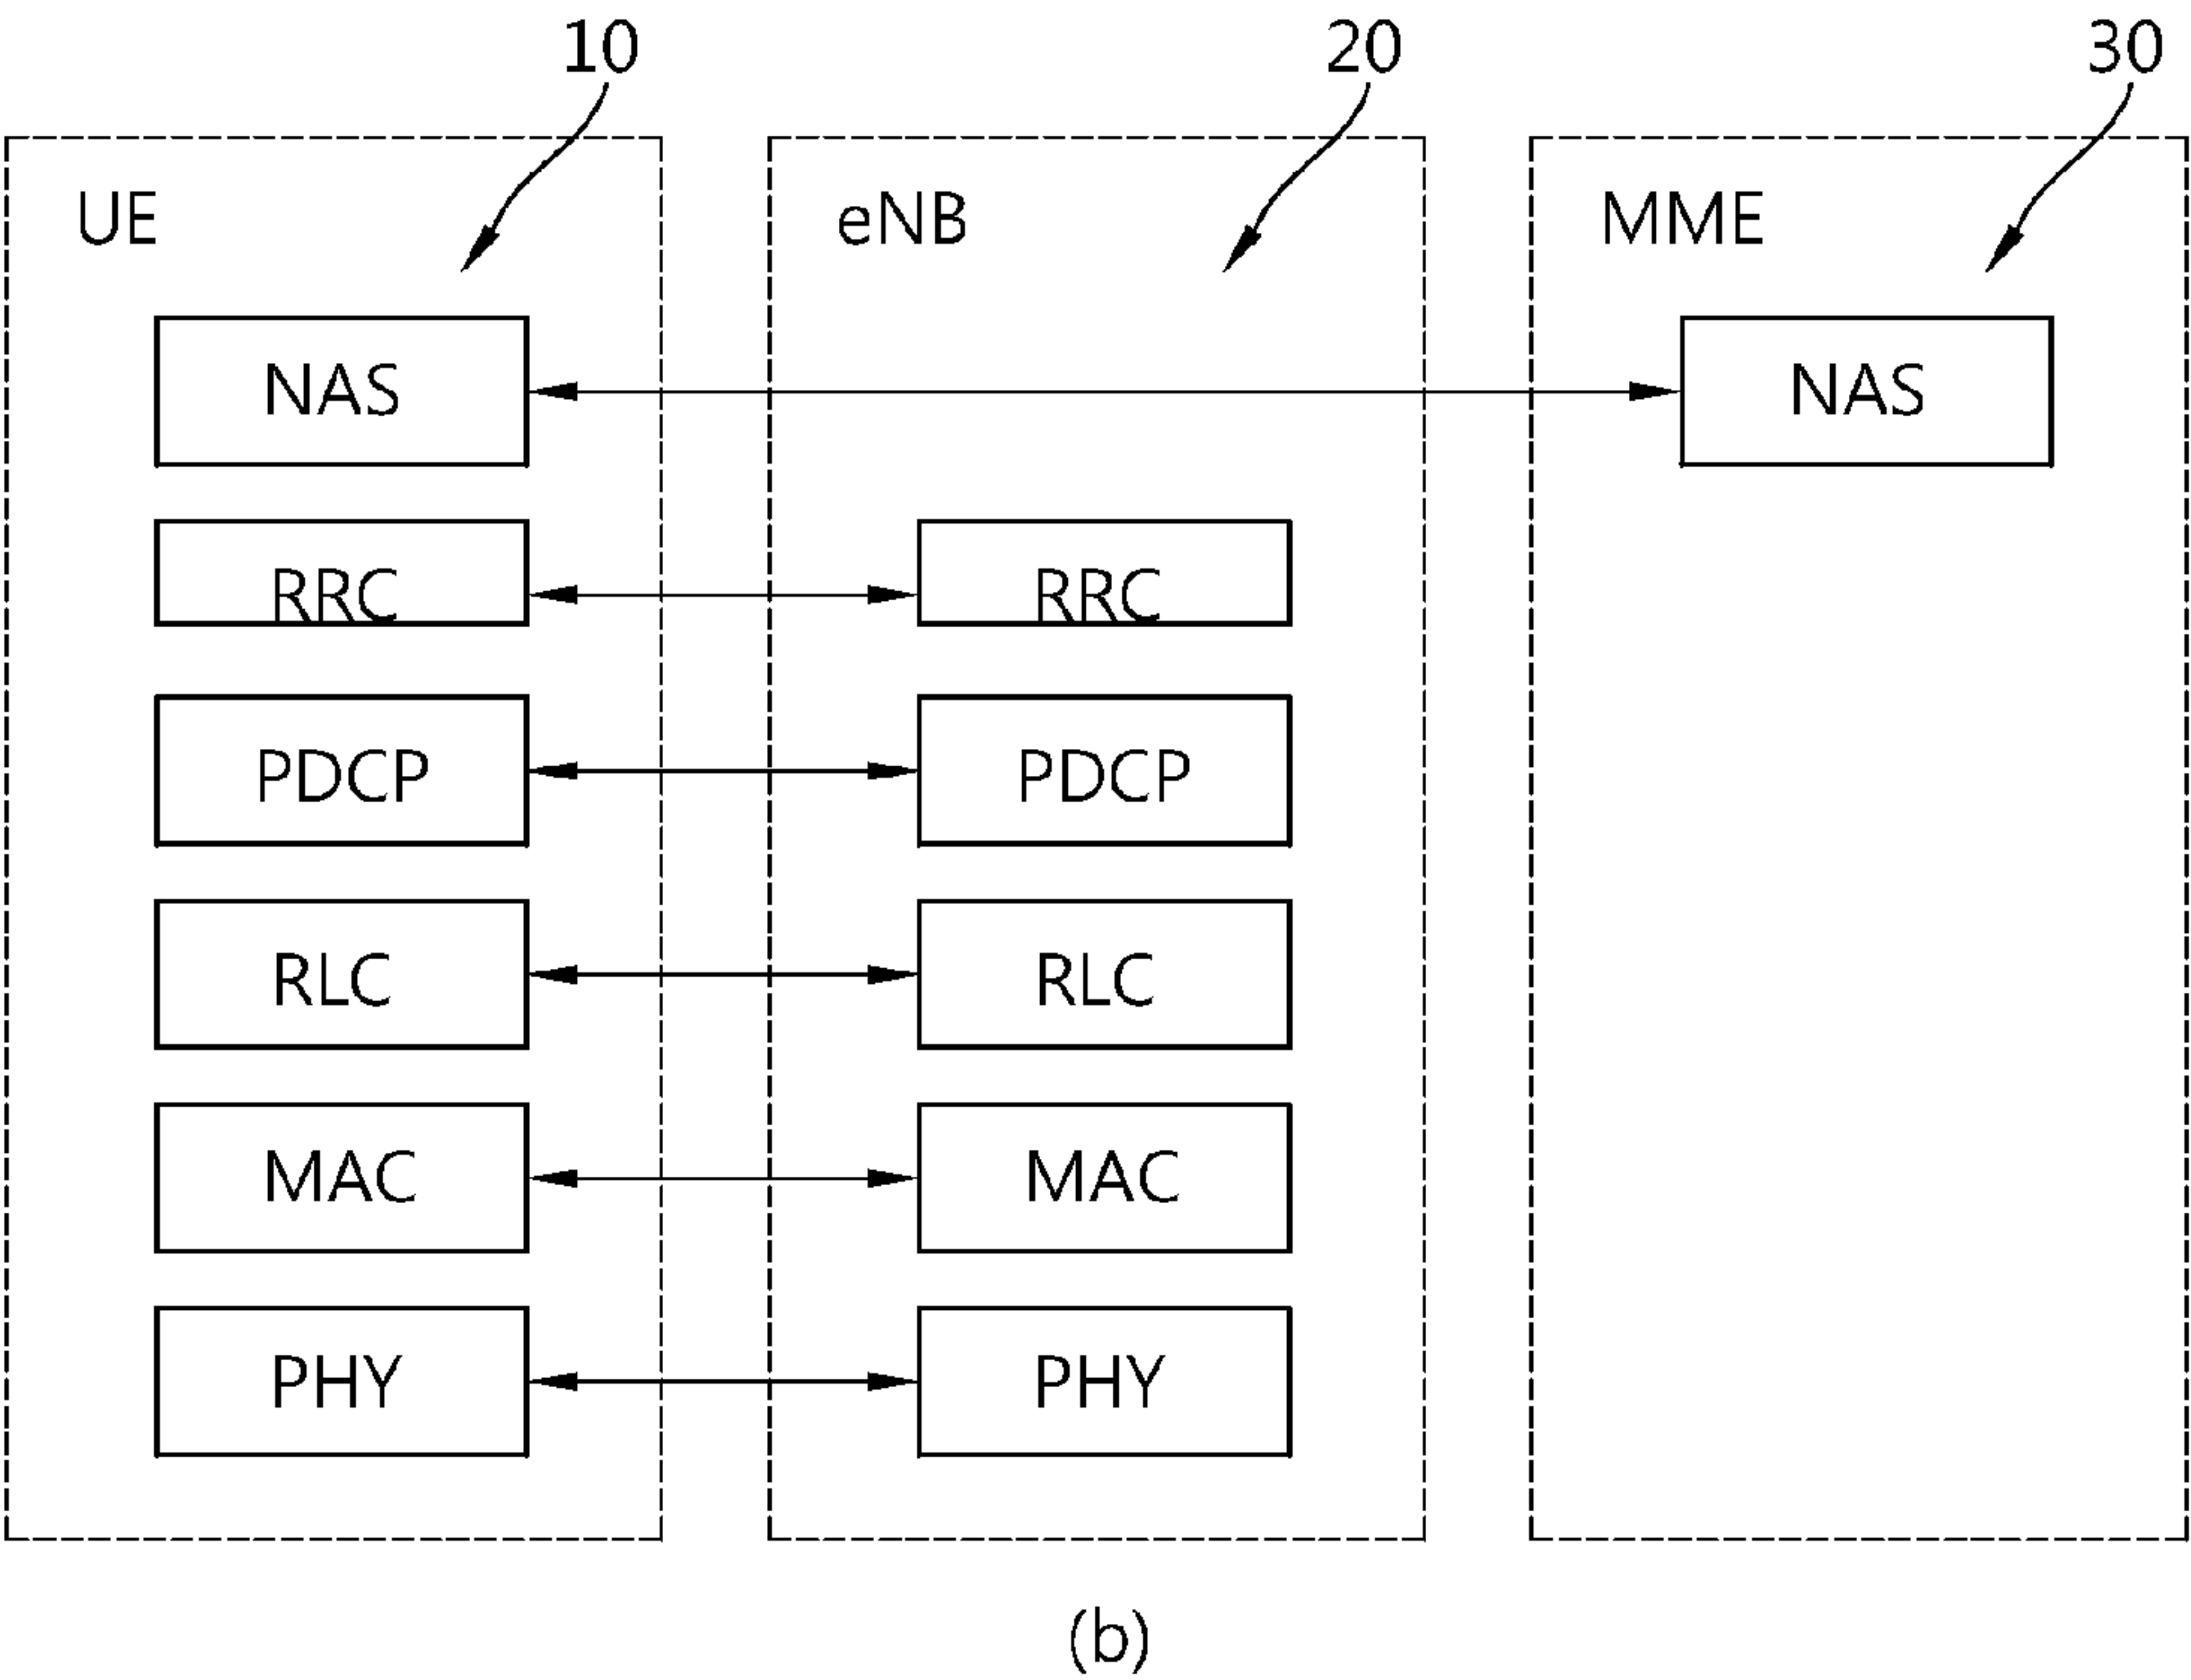 10 20 30
UE eNB MME
NAS NAS
RRC RRC
PDCP PDCP
RLC RLC
MAC MAC
PHY PHY
(b)